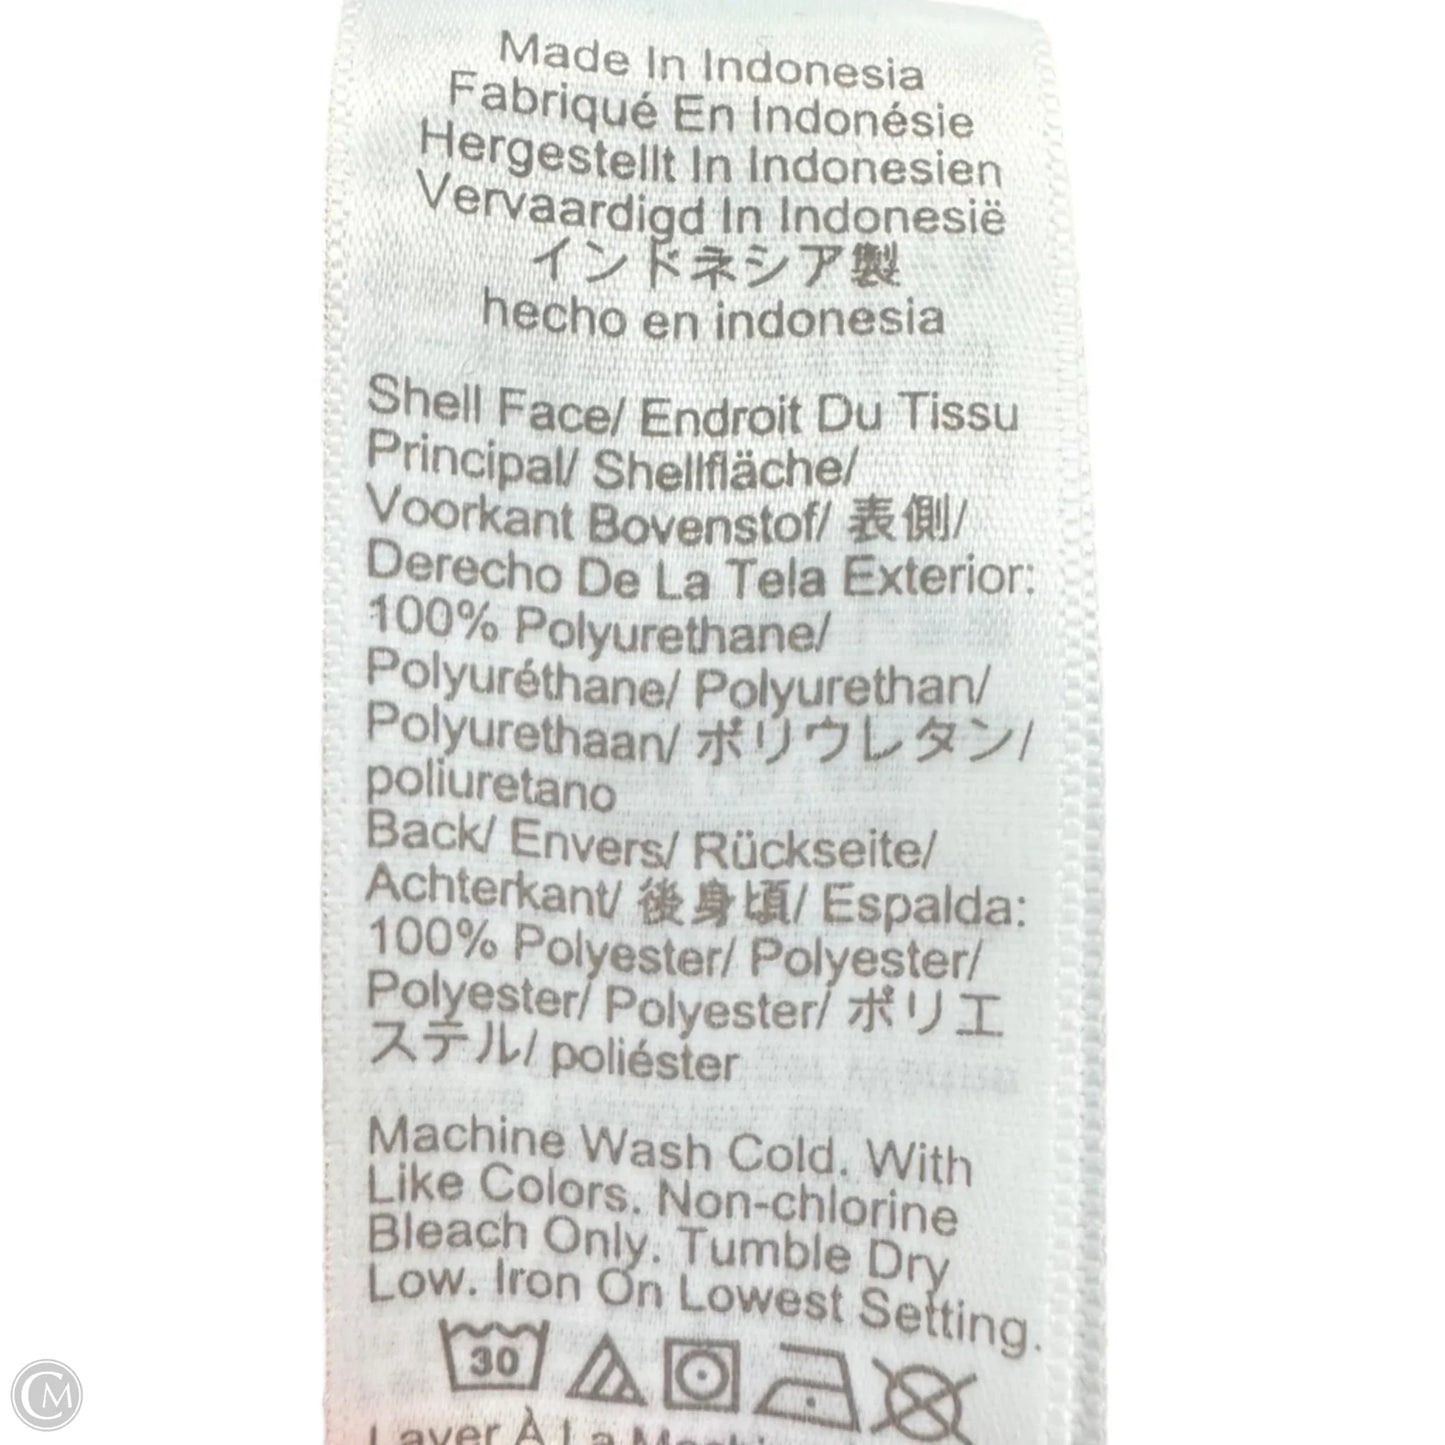 Made In Indonesia
Fabriqué En Indonésie
Hergestellt In Indonesien
Vervaardigd In Indonesië
インドネシア製
hecho en indonesia
Shell Face/ Endroit Du Tissu
Principal/ Shellfläche/
Voorkant Bovenstof/ 表側/
Derecho De La Tela Exterior:
100% Polyurethane/
Polyuréthane/ Polyurethan/
Polyurethaan/ ポリウレタン/
poliuretano
Back/ Envers/ Rückseite/
Achterkant/ 後身頃/ Espalda:
100% Polyester/ Polyester/
Polyester/ Polyester/ ポリエ
ステル/ poliéster
Machine Wash Cold. With
Like Colors. Non-chlorine
Bleach Only. Tumble Dry
Low. Iron On Lowest Setting.
30
Laver À La
CM